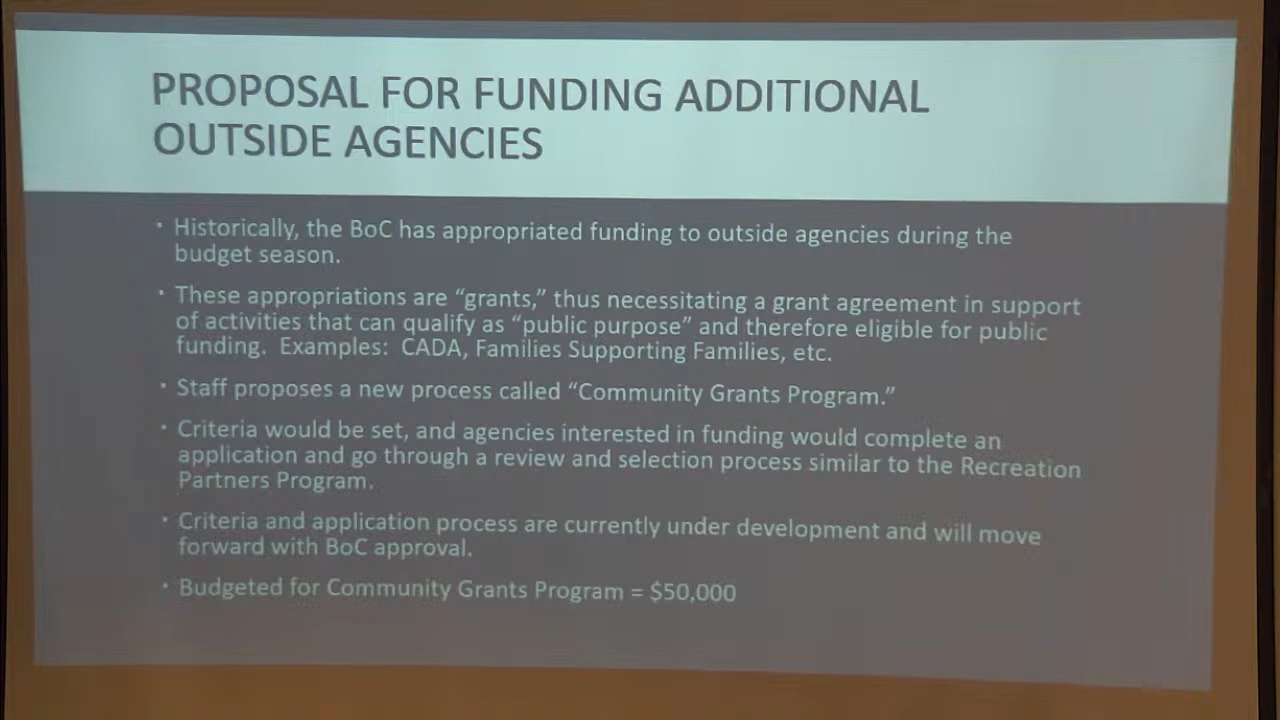 PROPOSAL FOR FUNDING ADDITIONAL
OUTSIDE AGENCIES
· Historically, the BoC has appropriated funding to outside agencies during the
budget season.
· These appropriations are “grants,” thus necessitating a grant agreement in support
of activities that can qualify as “public purpose” and therefore eligible for public
funding.  Examples:  CADA, Families Supporting Families, etc.
· Staff proposes a new process called “Community Grants Program.”
· Criteria would be set, and agencies interested in funding would complete an
application and go through a review and selection process similar to the Recreation
Partners Program.
· Criteria and application process are currently under development and will move
forward with BoC approval.
· Budgeted for Community Grants Program = $50,000